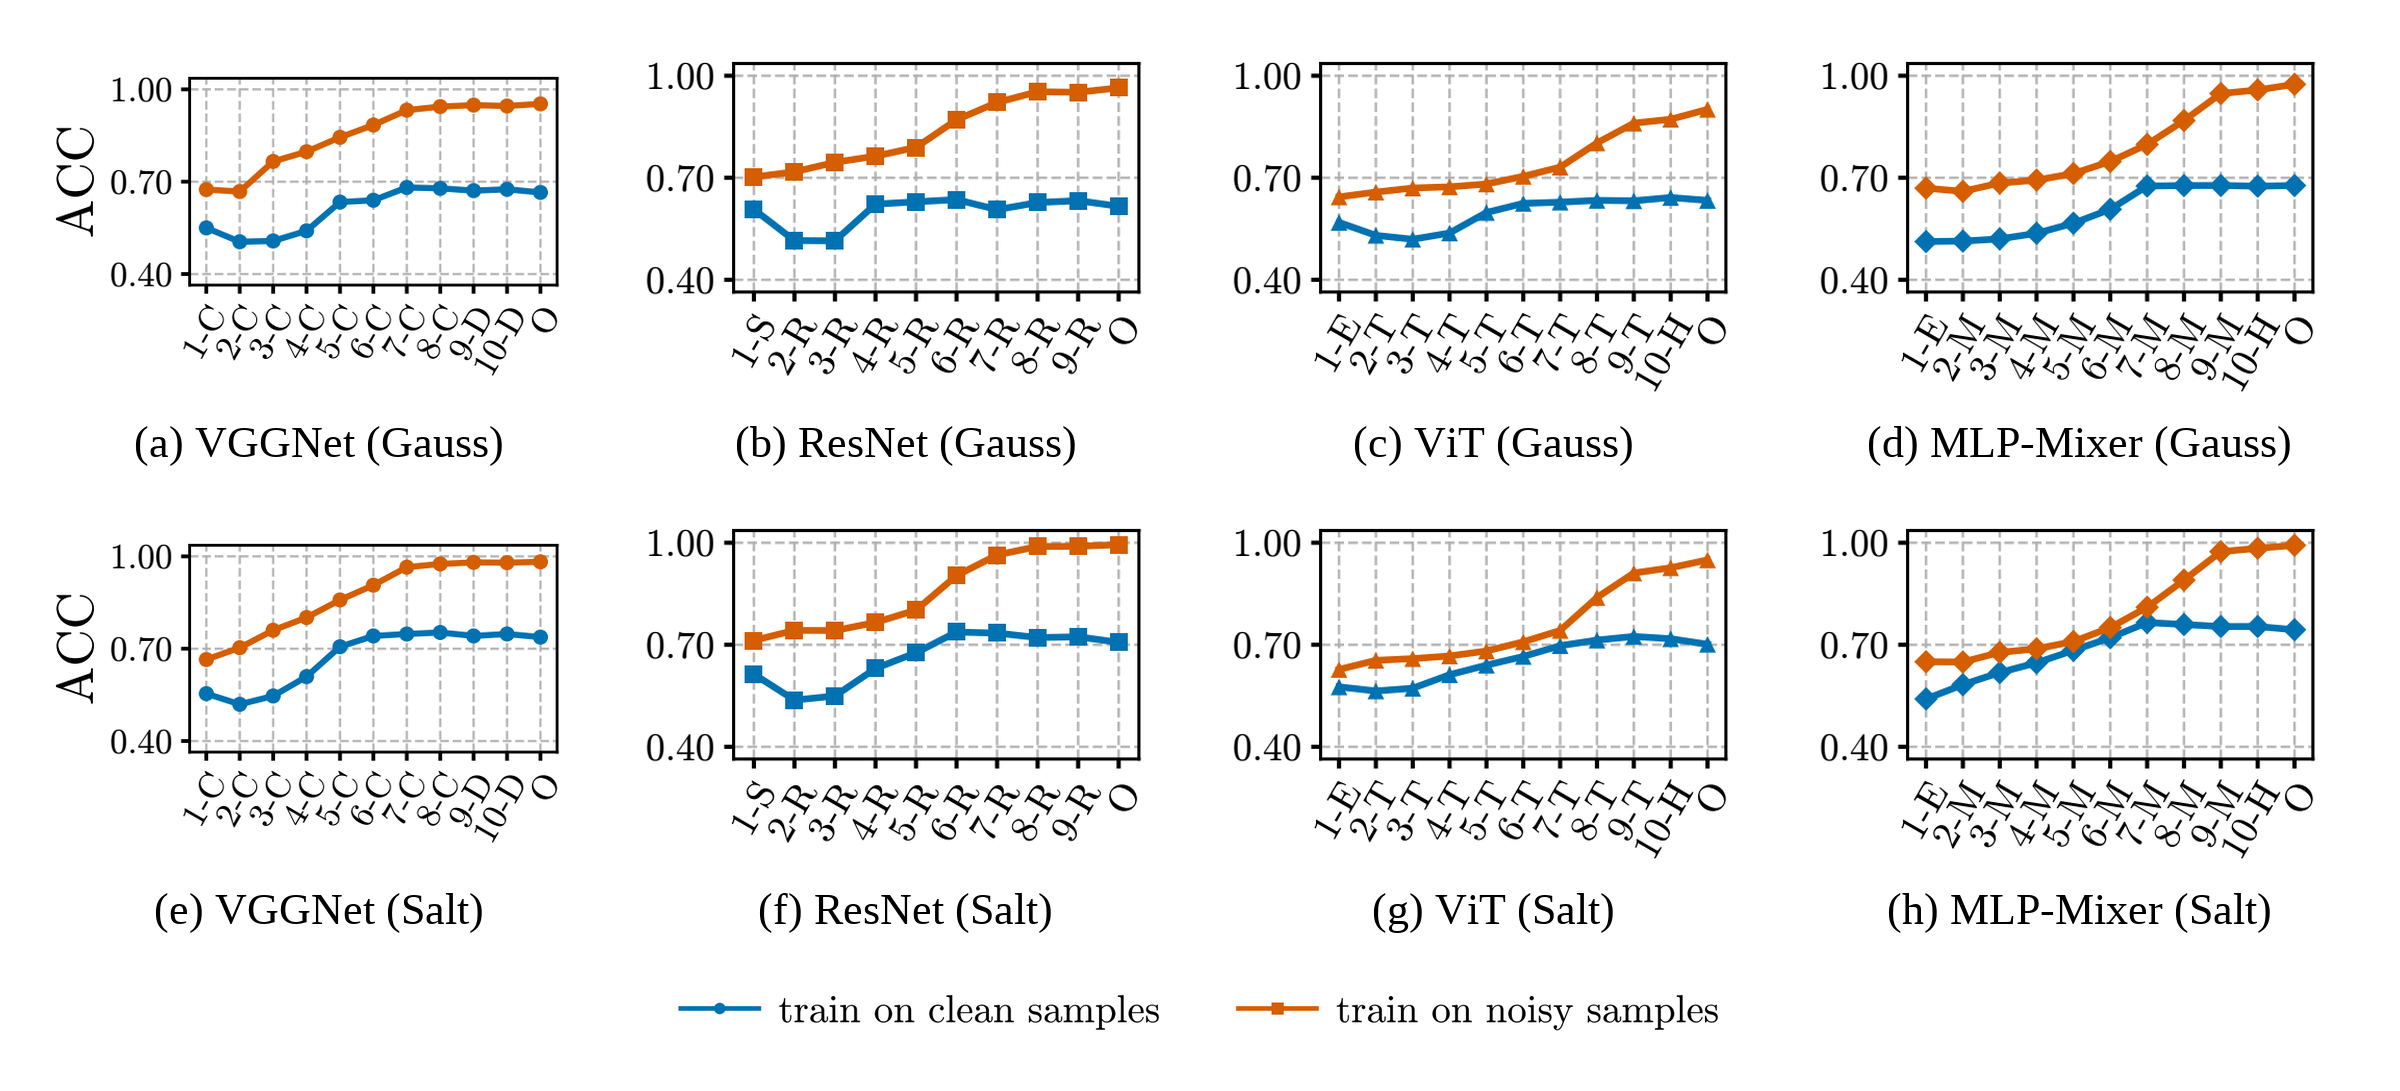 ACC
1.00
0.70
0.40
1-C
2-C
3-C
4-C
5-C
6-C
7-C
8-C
9-D
10-D
O
(a) VGGNet (Gauss)
1.00
0.70
0.40
1-S
2-R
3-R
4-R
5-R
6-R
7-R
8-R
9-R
O
(b) ResNet (Gauss)
1.00
0.70
0.40
1-E
2-T
3-T
4-T
5-T
6-T
7-T
8-T
9-T
10-H
O
(c) ViT (Gauss)
1.00
0.70
0.40
1-E
2-M
3-M
4-M
5-M
6-M
7-M
8-M
9-M
10-H
O
(d) MLP-Mixer (Gauss)
ACC
1.00
0.70
0.40
1-C
2-C
3-C
4-C
5-C
6-C
7-C
8-C
9-D
10-D
O
(e) VGGNet (Salt)
1.00
0.70
0.40
1-S
2-R
3-R
4-R
5-R
6-R
7-R
8-R
9-R
O
(f) ResNet (Salt)
1.00
0.70
0.40
1-E
2-T
3-T
4-T
5-T
6-T
7-T
8-T
9-T
10-H
O
(g) ViT (Salt)
1.00
0.70
0.40
1-E
2-M
3-M
4-M
5-M
6-M
7-M
8-M
9-M
10-H
O
(h) MLP-Mixer (Salt)
train on clean samples
train on noisy samples